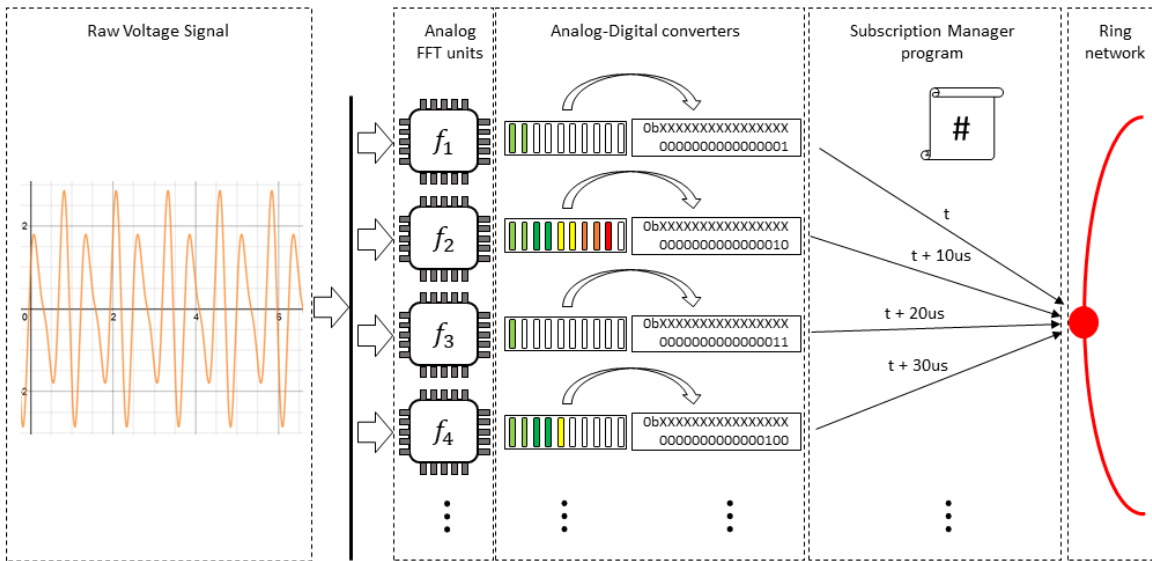 Raw Voltage Signal
Analog
FFT units
Analog-Digital converters
Subscription Manager
program
Ring
network
#
f1
0bXXXXXXXXXXXXXXXX
0000000000000001
t
f2
0bXXXXXXXXXXXXXXXX
0000000000000010
t + 10us
2
0
2
4
6
-2
f3
0bXXXXXXXXXXXXXXXX
0000000000000011
t + 20us
f4
0bXXXXXXXXXXXXXXXX
0000000000000100
t + 30us